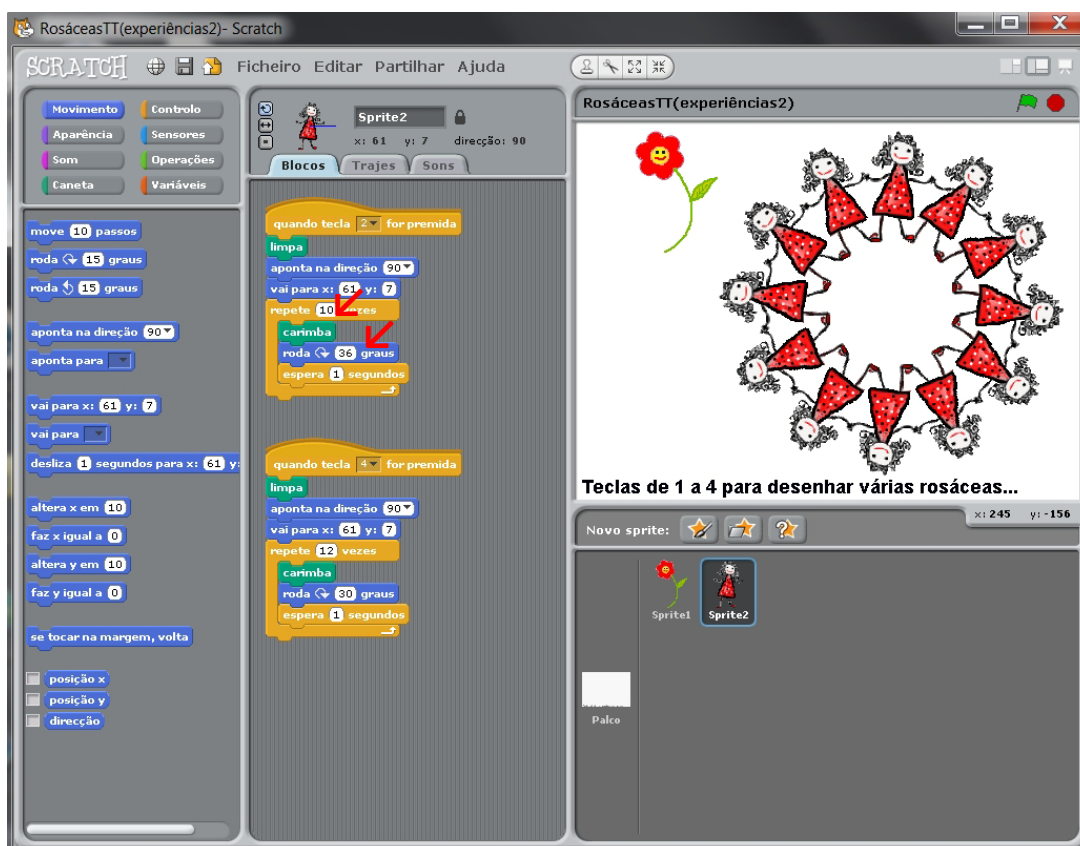 RosáceasTT(experiências2)- Scratch
SCRATCH Ficheiro Editar Partilhar Ajuda
Movimento Controlo
Aparência Sensores
Som Operações
Caneta Variáveis
move 10 passos
roda 15 graus
roda 15 graus
aponta na direção 90
aponta para
vai para x: 61 y: 7
vai para
desliza 1 segundos para x: 61 y:
altera x em 10
faz x igual a 0
altera y em 10
faz y igual a 0
se tocar na margem, volta
posição x
posição y
direcção
Sprite2
x: 61 y: 7 direcção: 90
Blocos Trajes Sons
quando tecla 2 for premida
limpa
aponta na direção 90
vai para x: 61 y: 7
repete 10 vezes
carimba
roda 36 graus
espera 1 segundos
quando tecla 4 for premida
limpa
aponta na direção 90
vai para x: 61 y: 7
repete 12 vezes
carimba
roda 30 graus
espera 1 segundos
RosáceasTT(experiências2)
Teclas de 1 a 4 para desenhar várias rosáceas...
x: 245 y: -156
Novo sprite:
Sprite1 Sprite2
Palco